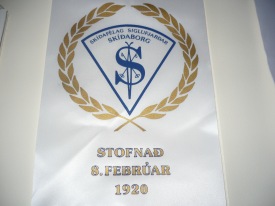 SKÍÐAFÉLAG SIGLUFJARÐAR
SKÍÐABORG
S
STOFNAÐ
8. FEBRÚAR
1920